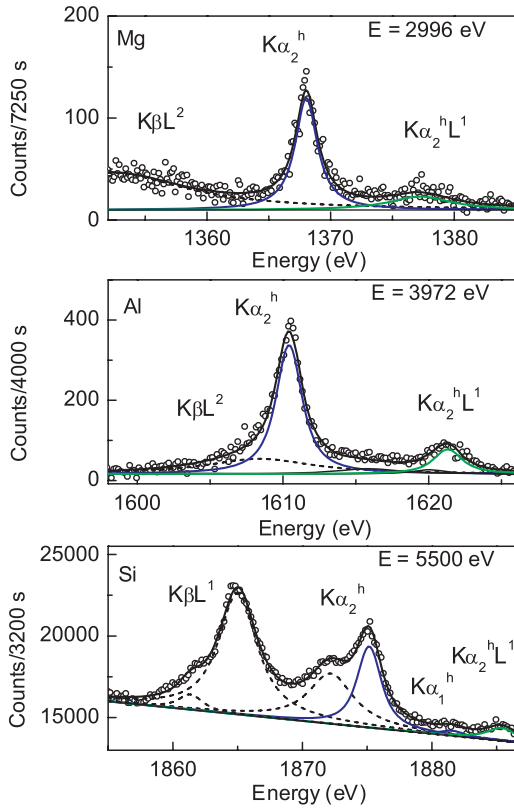 Mg
Kα₂ʰ
E = 2996 eV
KβL²
Kα₂ʰL¹
200
100
0
Counts/7250 s
1360 1370 1380
Energy (eV)
Al
Kα₂ʰ
E = 3972 eV
KβL²
Kα₂ʰL¹
400
200
0
Counts/4000 s
1600 1610 1620
Energy (eV)
Si
KβL¹
Kα₂ʰ
E = 5500 eV
Kα₂ʰL¹
Kα₁ʰ
25000
20000
15000
Counts/3200 s
1860 1870 1880
Energy (eV)